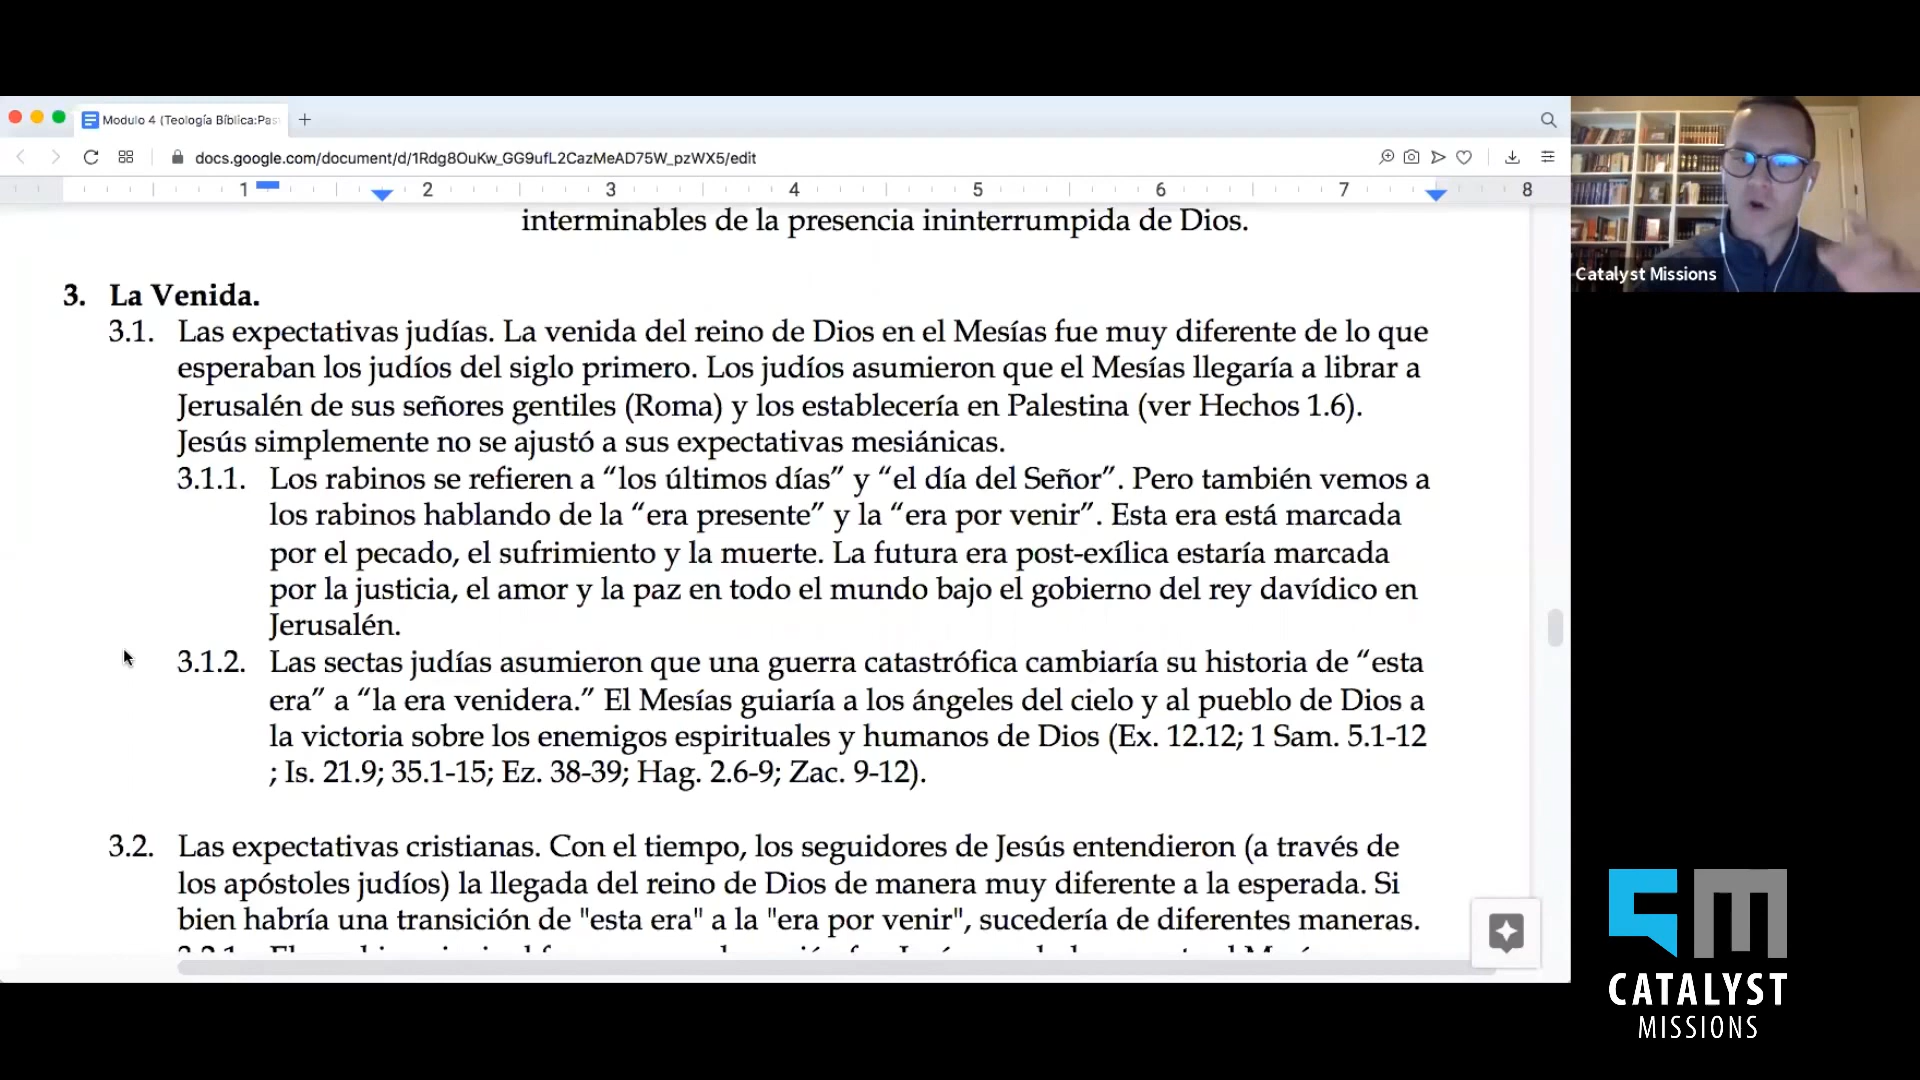 Modulo 4 (Teología Bíblica:Pas
docs.google.com/document/d/1Rdg8OuKw_GG9ufL2CazMeAD75W_pzWX5/edit
1 2 3 4 5 6 7 8
interminables de la presencia ininterrumpida de Dios.
3. La Venida.
3.1. Las expectativas judías. La venida del reino de Dios en el Mesías fue muy diferente de lo que
esperaban los judíos del siglo primero. Los judíos asumieron que el Mesías llegaría a librar a
Jerusalén de sus señores gentiles (Roma) y los establecería en Palestina (ver Hechos 1.6).
Jesús simplemente no se ajustó a sus expectativas mesiánicas.
3.1.1. Los rabinos se refieren a “los últimos días” y “el día del Señor”. Pero también vemos a
los rabinos hablando de la “era presente” y la “era por venir”. Esta era está marcada
por el pecado, el sufrimiento y la muerte. La futura era post-exílica estaría marcada
por la justicia, el amor y la paz en todo el mundo bajo el gobierno del rey davídico en
Jerusalén.
3.1.2. Las sectas judías asumieron que una guerra catastrófica cambiaría su historia de “esta
era” a “la era venidera.” El Mesías guiaría a los ángeles del cielo y al pueblo de Dios a
la victoria sobre los enemigos espirituales y humanos de Dios (Ex. 12.12; 1 Sam. 5.1-12
; Is. 21.9; 35.1-15; Ez. 38-39; Hag. 2.6-9; Zac. 9-12).
3.2. Las expectativas cristianas. Con el tiempo, los seguidores de Jesús entendieron (a través de
los apóstoles judíos) la llegada del reino de Dios de manera muy diferente a la esperada. Si
bien habría una transición de "esta era" a la "era por venir", sucedería de diferentes maneras.
Catalyst Missions
CATALYST
MISSIONS